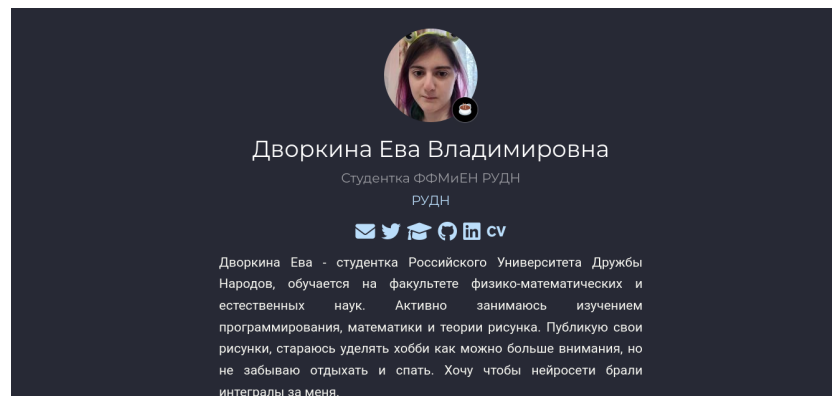 Дворкина Ева Владимировна
Студентка ФФМиЕН РУДН
РУДН
CV
Дворкина Ева - студентка Российского Университета Дружбы
Народов, обучается на факультете физико-математических и
естественных наук. Активно занимаюсь изучением
программирования, математики и теории рисунка. Публикую свои
рисунки, стараюсь уделять хобби как можно больше внимания, но
не забываю отдыхать и спать. Хочу чтобы нейросети брали
интегралы за меня.